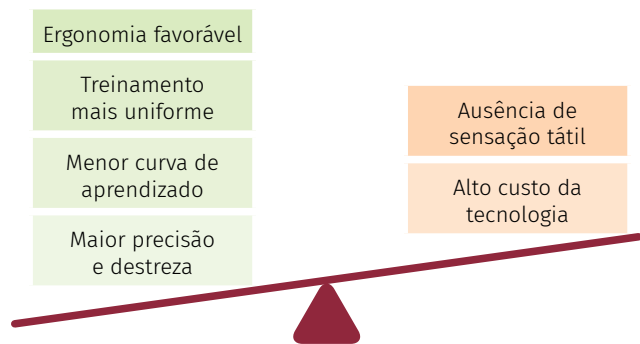 Ergonomia favorável
Treinamento
mais uniforme
Menor curva de
aprendizado
Maior precisão
e destreza
Ausência de
sensação tátil
Alto custo da
tecnologia